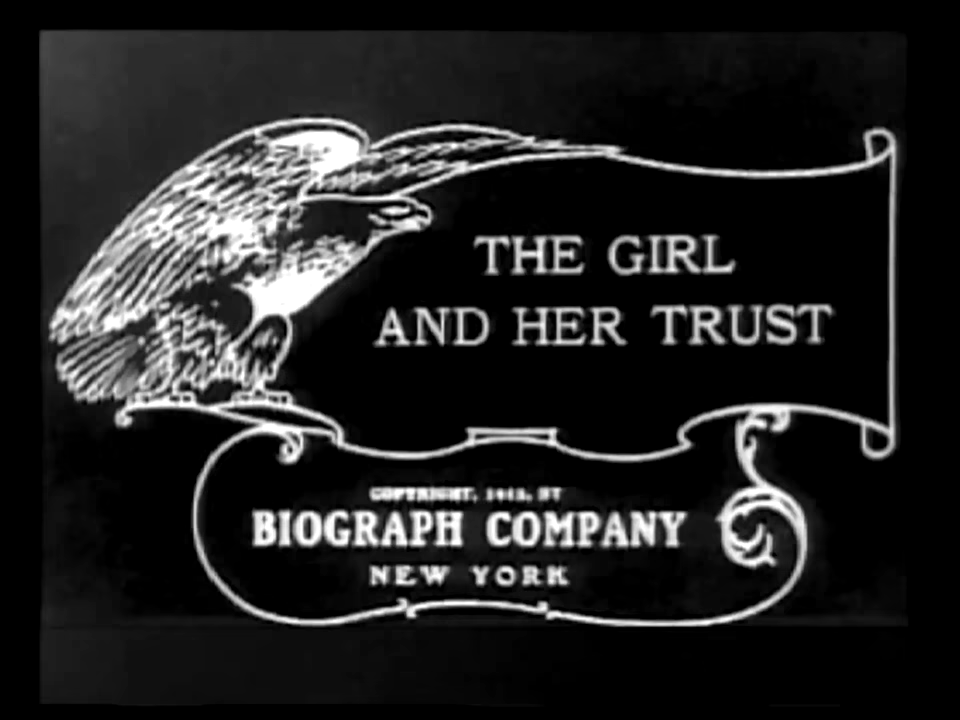 THE GIRL
AND HER TRUST
COPYRIGHT, BY
BIOGRAPH COMPANY
NEW YORK